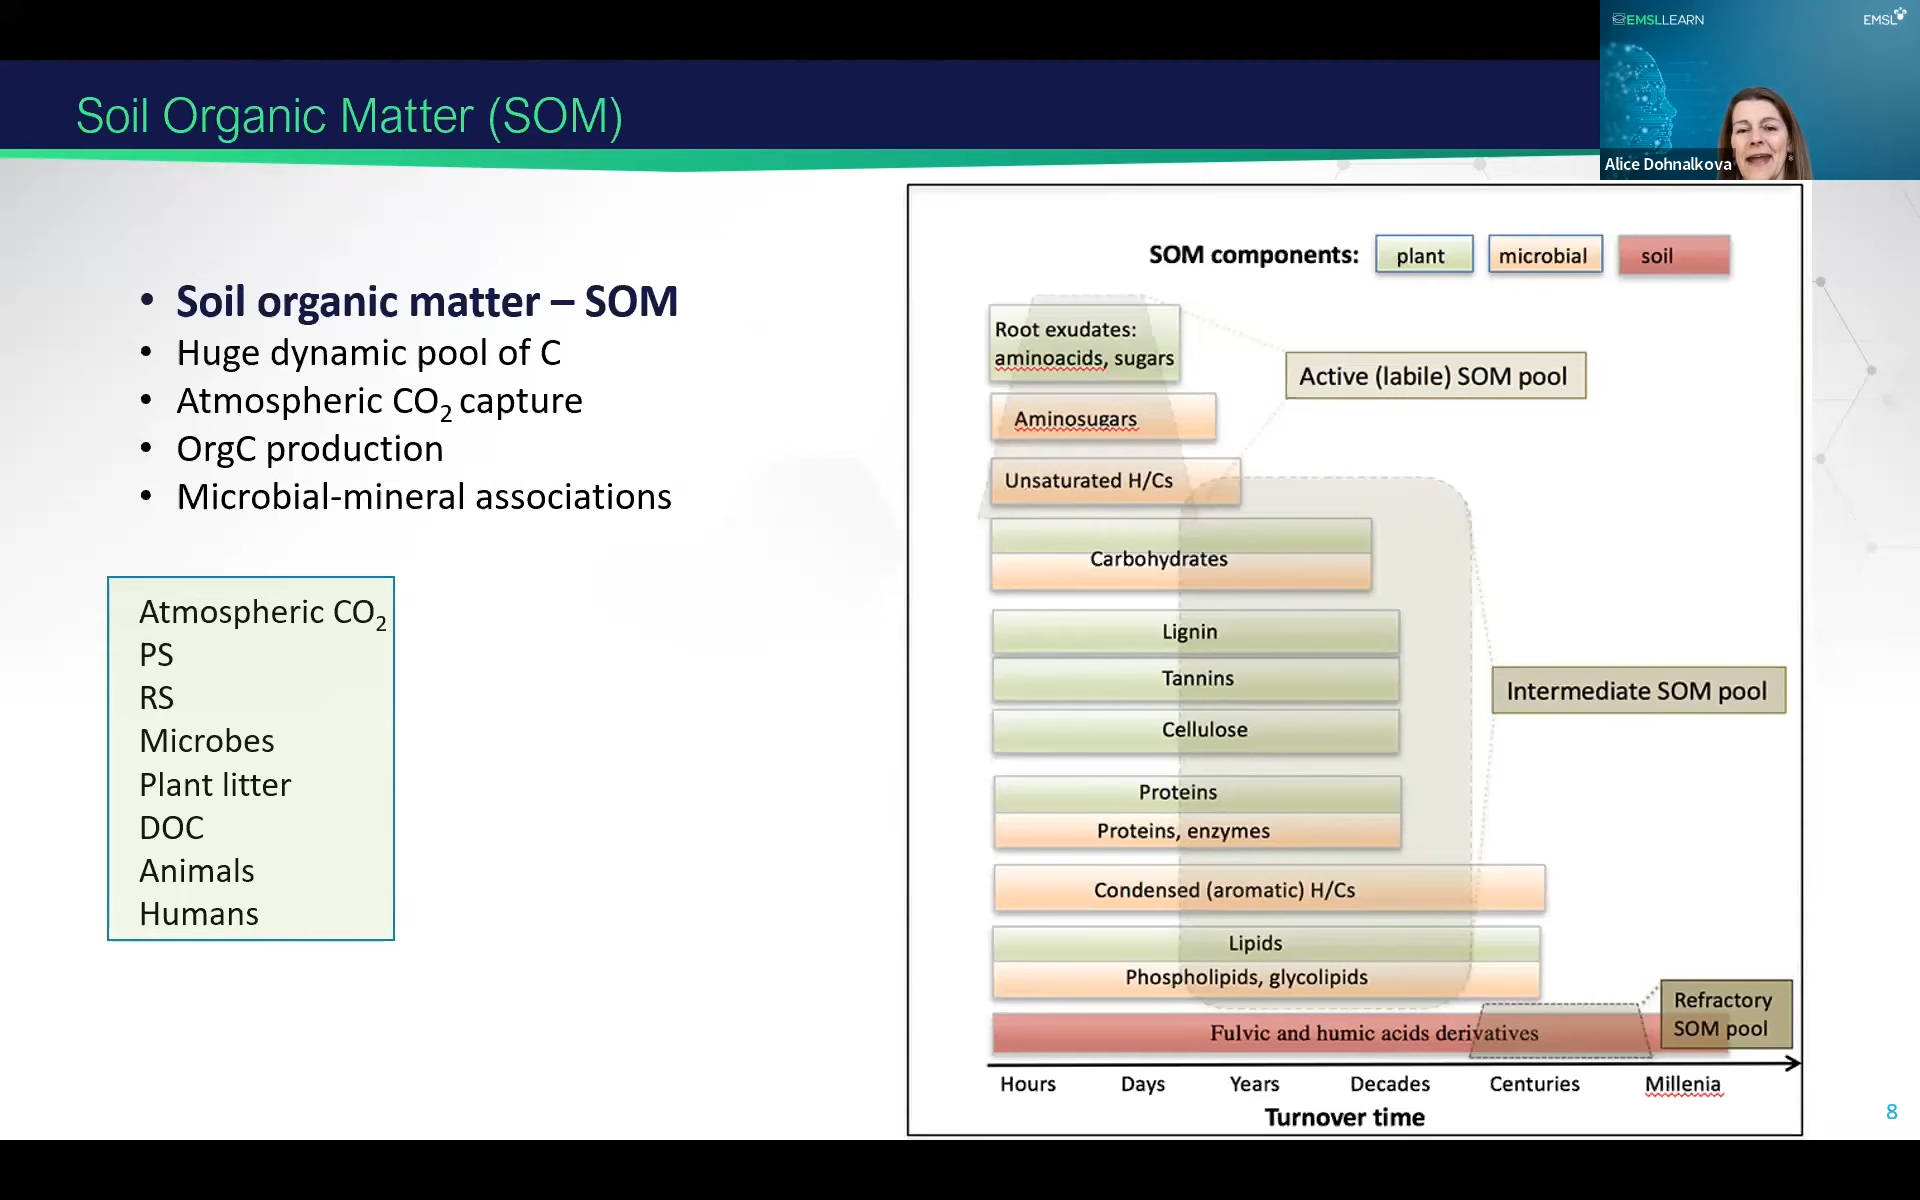 EMSLLEARN
EMSL
Alice Dohnalkova
Soil Organic Matter (SOM)
• Soil organic matter – SOM
• Huge dynamic pool of C
• Atmospheric CO₂ capture
• OrgC production
• Microbial-mineral associations
Atmospheric CO₂
PS
RS
Microbes
Plant litter
DOC
Animals
Humans
SOM components: plant microbial soil
Root exudates:
aminoacids, sugars
Active (labile) SOM pool
Aminosugars
Unsaturated H/Cs
Carbohydrates
Lignin
Tannins
Intermediate SOM pool
Cellulose
Proteins
Proteins, enzymes
Condensed (aromatic) H/Cs
Lipids
Phospholipids, glycolipids
Refractory
SOM pool
Fulvic and humic acids derivatives
Hours Days Years Decades Centuries Millenia
Turnover time
8